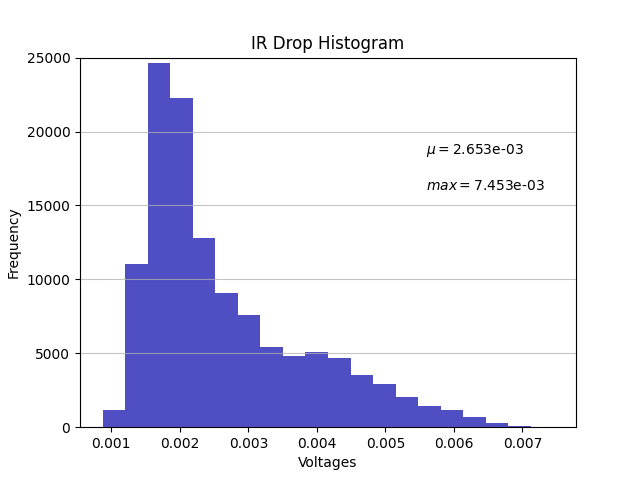 IR Drop Histogram
25000
20000
15000
10000
5000
0
Frequency
μ = 2.653e-03
max = 7.453e-03
0.001 0.002 0.003 0.004 0.005 0.006 0.007
Voltages